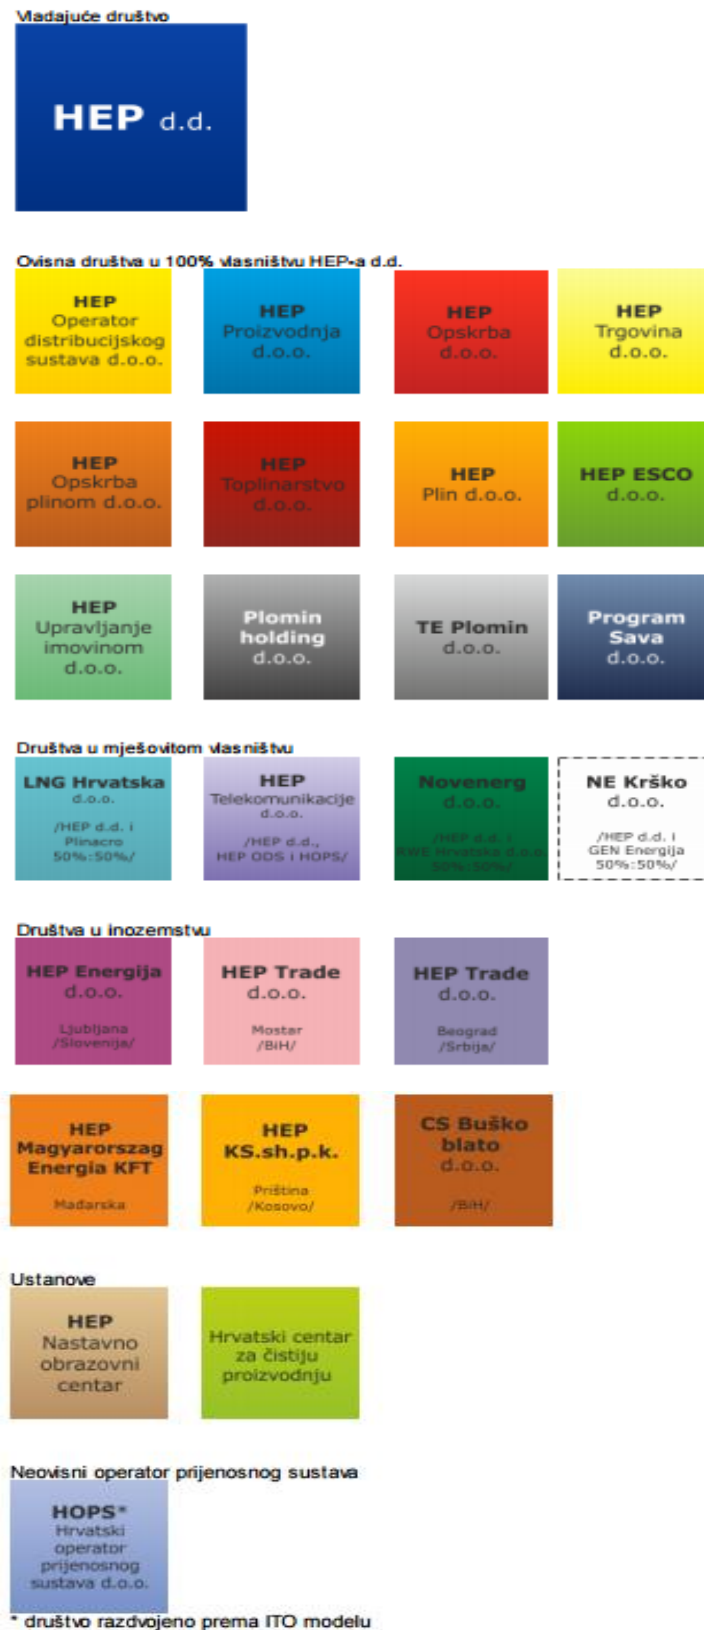 Vladajuće društvo
HEP d.d.
Ovisna društva u 100% vlasništvu HEP-a d.d.
HEP
Operator
distribucijskog
sustava d.o.o.
HEP
Proizvodnja
d.o.o.
HEP
Opskrba
d.o.o.
HEP
Trgovina
d.o.o.
HEP
Opskrba
plinom d.o.o.
HEP
Toplinarstvo
d.o.o.
HEP
Plin d.o.o.
HEP ESCO
d.o.o.
HEP
Upravljanje
imovinom
d.o.o.
Plomin
holding
d.o.o.
TE Plomin
d.o.o.
Program
Sava
d.o.o.
Društva u mješovitom vlasništvu
LNG Hrvatska
d.o.o.
/HEP d.d. i
Plinacro
50%:50%/
HEP
Telekomunikacije
d.o.o.
/HEP d.d.,
HEP ODS i HOPS/
Novenerg
d.o.o.
/HEP d.d. i
RWE Hrvatska d.o.o.
50%:50%/
NE Krško
d.o.o.
/HEP d.d. i
GEN Energija
50%:50%/
Društva u inozemstvu
HEP Energija
d.o.o.
Ljubljana
/Slovenija/
HEP Trade
d.o.o.
Mostar
/BiH/
HEP Trade
d.o.o.
Beograd
/Srbija/
HEP
Magyarorszag
Energia KFT
Mađarska
HEP
KS.sh.p.k.
Priština
/Kosovo/
CS Buško
blato
d.o.o.
/BiH/
Ustanove
HEP
Nastavno
obrazovni
centar
Hrvatski centar
za čistiju
proizvodnju
Neovisni operator prijenosnog sustava
HOPS*
Hrvatski
operator
prijenosnog
sustava d.o.o.
* društvo razdvojeno prema ITO modelu